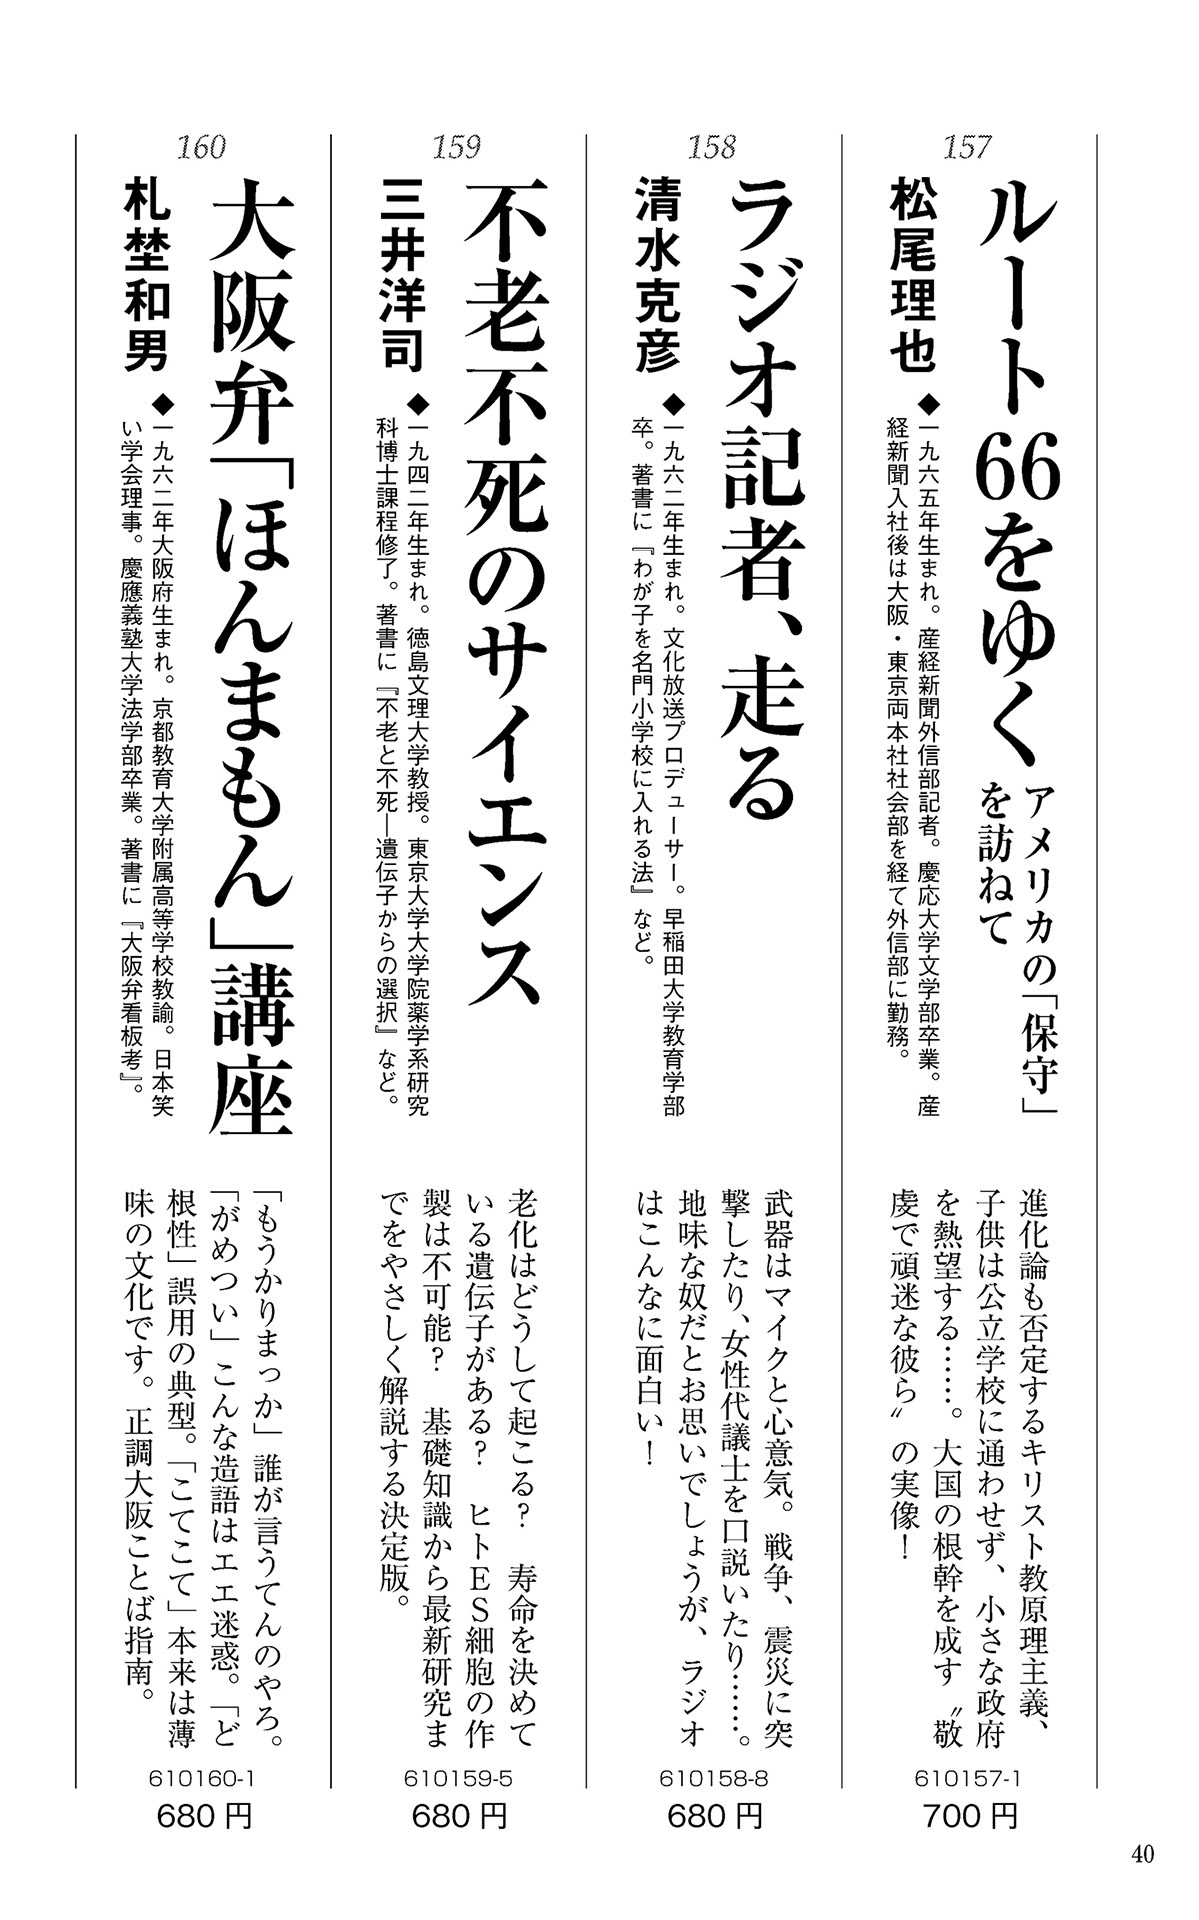 157
ルート66をゆく
アメリカの「保守」
を訪ねて
松尾理也
◆一九六五年生まれ。産経新聞外信部記者。慶応大学文学部卒業。産
経新聞入社後は大阪・東京両本社社会部を経て外信部に勤務。
進化論も否定するキリスト教原理主義、
子供は公立学校に通わせず、小さな政府
を熱望する……。大国の根幹を成す〝敬
虔で頑迷な彼ら〟の実像！
610157-1
700円
158
ラジオ記者、走る
清水克彦
◆一九六二年生まれ。文化放送プロデューサー。早稲田大学教育学部
卒。著書に『わが子を名門小学校に入れる法』など。
武器はマイクと心意気。戦争、震災に突
撃したり、女性代議士を口説いたり……。
地味な奴だとお思いでしょうが、ラジオ
はこんなに面白い！
610158-8
680円
159
不老不死のサイエンス
三井洋司
◆一九四二年生まれ。徳島文理大学教授。東京大学大学院薬学系研究
科博士課程修了。著書に『不老と不死―遺伝子からの選択』など。
老化はどうして起こる？　寿命を決めて
いる遺伝子がある？　ヒトＥＳ細胞の作
製は不可能？　基礎知識から最新研究ま
でをやさしく解説する決定版。
610159-5
680円
160
大阪弁「ほんまもん」講座
札埜和男
◆一九六二年大阪府生まれ。京都教育大学附属高等学校教諭。日本笑
い学会理事。慶應義塾大学法学部卒業。著書に『大阪弁看板考』。
「もうかりまっか」誰が言うてんのやろ。
「がめつい」こんな造語はエエ迷惑。「ど
根性」誤用の典型。「こてこて」本来は薄
味の文化です。正調大阪ことば指南。
610160-1
680円
40